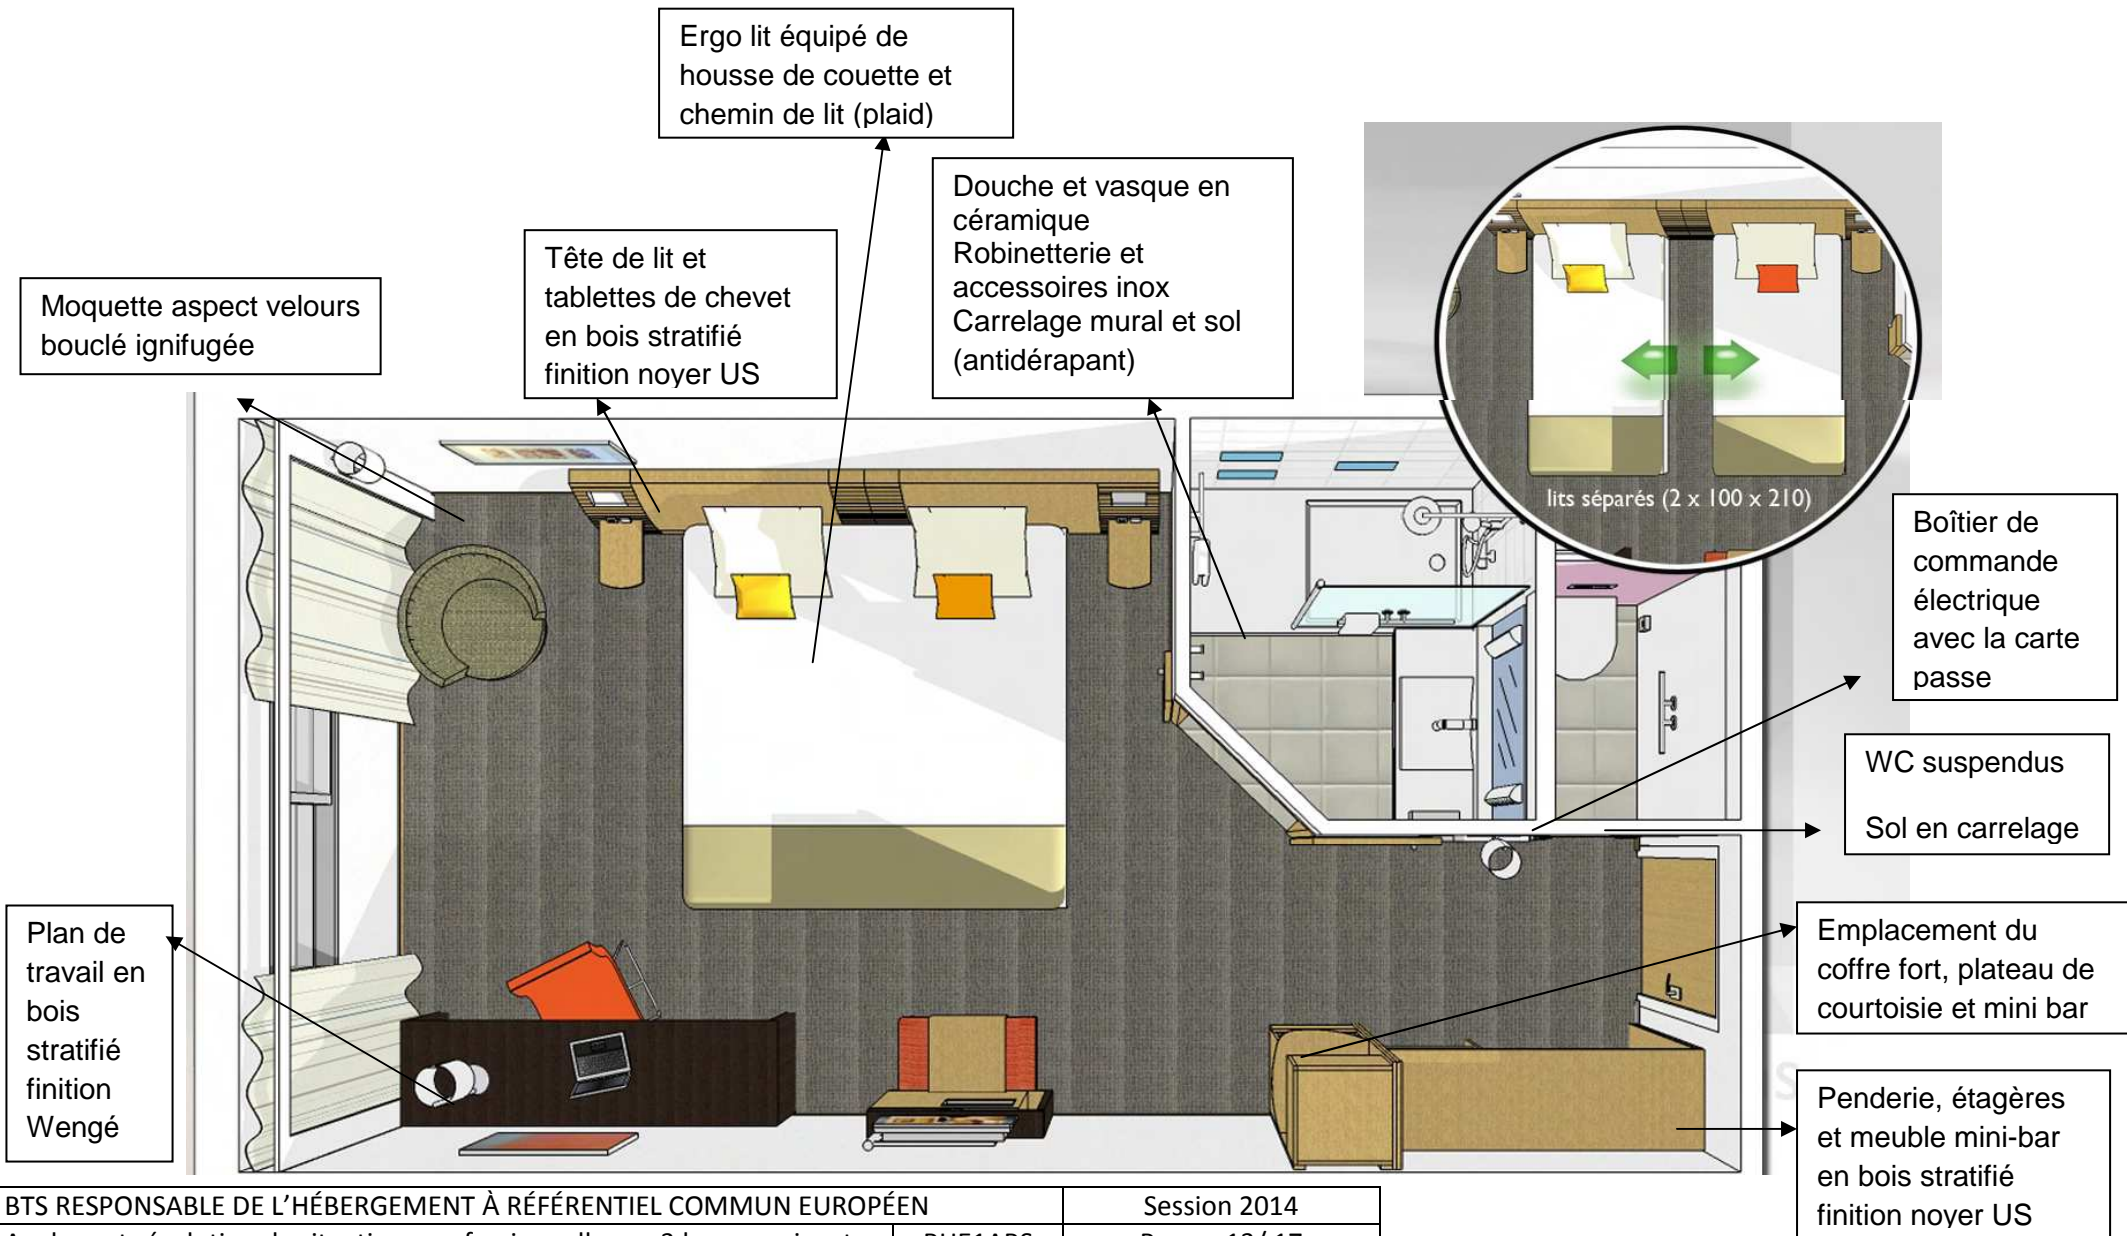 Ergo lit équipé de
housse de couette et
chemin de lit (plaid)
Douche et vasque en
céramique
Robinetterie et
accessoires inox
Carrelage mural et sol
(antidérapant)
Tête de lit et
tablettes de chevet
en bois stratifié
finition noyer US
Moquette aspect velours
bouclé ignifugée
lits séparés (2 x 100 x 210)
Boîtier de
commande
électrique
avec la carte
passe
WC suspendus
Sol en carrelage
Emplacement du
coffre fort, plateau de
courtoisie et mini bar
Plan de
travail en
bois
stratifié
finition
Wengé
Penderie, étagères
et meuble mini-bar
en bois stratifié
finition noyer US
BTS RESPONSABLE DE L’HÉBERGEMENT À RÉFÉRENTIEL COMMUN EUROPÉEN
Session 2014